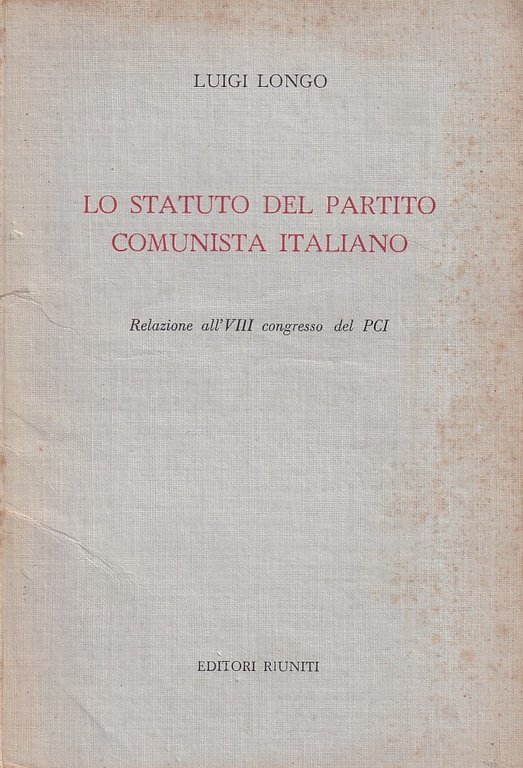 LUIGI LONGO
LO STATUTO DEL PARTITO
COMUNISTA ITALIANO
Relazione all'VIII congresso del PCI
EDITORI RIUNITI